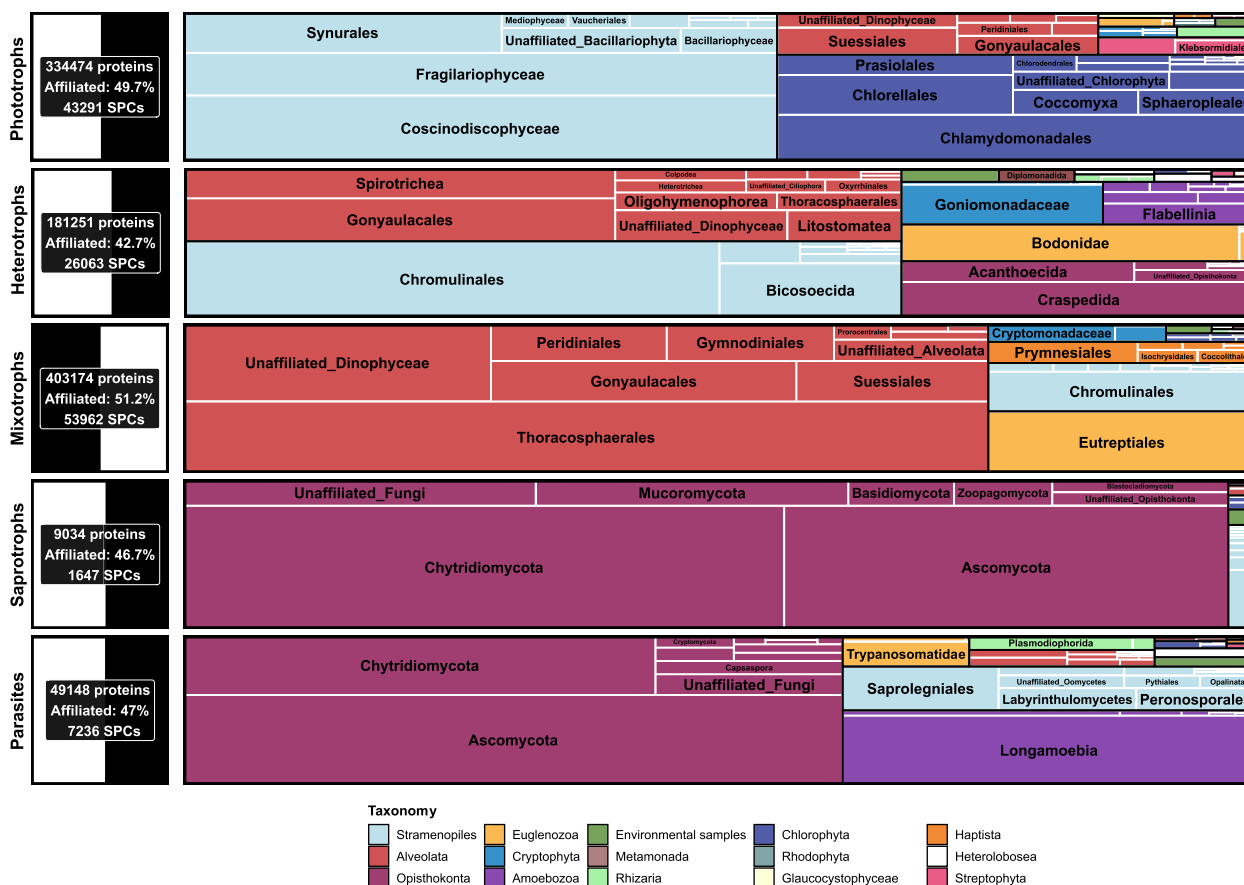 Phototrophs
334474 proteins
Affiliated: 49.7%
43291 SPCs
Synurales
Mediophyceae
Vaucheriales
Unaffiliated_Bacillariophyta
Bacillariophyceae
Fragilariophyceae
Coscinodiscophyceae
Unaffiliated_Dinophyceae
Suessiales
Peridiniales
Gonyaulacales
Klebsormidiale
Prasiolales
Chlorodendrales
Unaffiliated_Chlorophyta
Chlorellales
Coccomyxa
Sphaeropleale
Chlamydomonadales
Heterotrophs
181251 proteins
Affiliated: 42.7%
26063 SPCs
Spirotrichea
Gonyaulacales
Colpodea
Heterotrichea
Unaffiliated_Ciliophora
Oxyrrhinales
Oligohymenophorea
Thoracosphaerales
Unaffiliated_Dinophyceae
Litostomatea
Chromulinales
Bicosoecida
Diplomonadida
Goniomonadaceae
Flabellinia
Bodonidae
Acanthoecida
Unaffiliated_Opisthokonta
Craspedida
Mixotrophs
403174 proteins
Affiliated: 51.2%
53962 SPCs
Unaffiliated_Dinophyceae
Peridiniales
Gymnodiniales
Prorocentrales
Unaffiliated_Alveolata
Gonyaulacales
Suessiales
Thoracosphaerales
Cryptomonadaceae
Prymnesiales
Isochrysidales
Coccolithale
Chromulinales
Eutreptiales
Saprotrophs
9034 proteins
Affiliated: 46.7%
1647 SPCs
Unaffiliated_Fungi
Mucoromycota
Basidiomycota
Zoopagomycota
Blastocladiomycota
Unaffiliated_Opisthokonta
Chytridiomycota
Ascomycota
Parasites
49148 proteins
Affiliated: 47%
7236 SPCs
Chytridiomycota
Cryptomycota
Capsaspora
Unaffiliated_Fungi
Ascomycota
Trypanosomatidae
Plasmodiophorida
Saprolegniales
Unaffiliated_Oomycetes
Pythiales
Opalinata
Labyrinthulomycetes
Peronosporale
Longamoebia
Taxonomy
Stramenopiles
Euglenozoa
Environmental samples
Chlorophyta
Haptista
Alveolata
Cryptophyta
Metamonada
Rhodophyta
Heterolobosea
Opisthokonta
Amoebozoa
Rhizaria
Glaucocystophyceae
Streptophyta